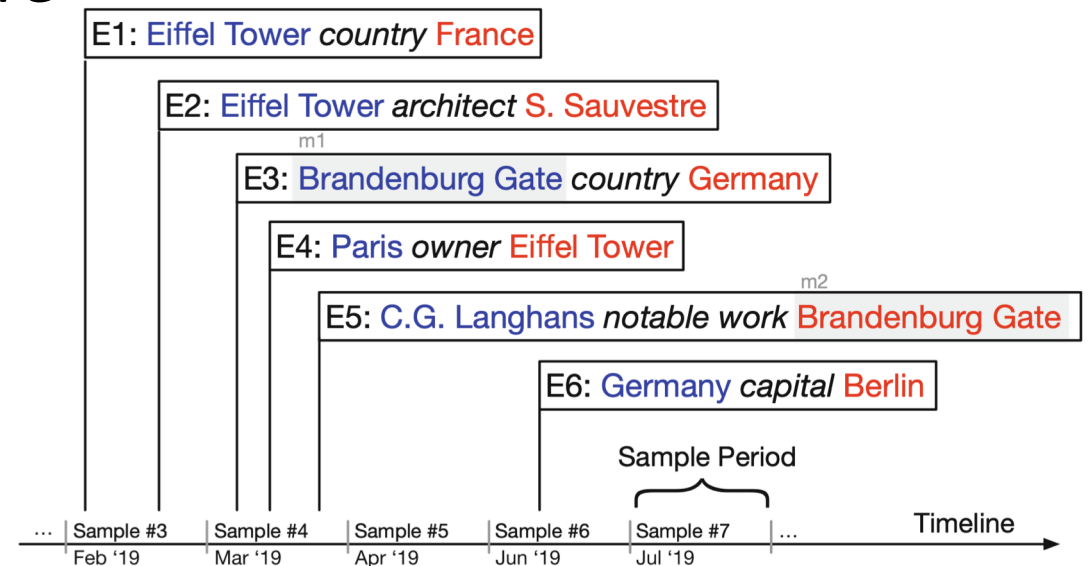 E1: Eiffel Tower country France
E2: Eiffel Tower architect S. Sauvestre
m1
E3: Brandenburg Gate country Germany
E4: Paris owner Eiffel Tower
m2
E5: C.G. Langhans notable work Brandenburg Gate
E6: Germany capital Berlin
Sample Period
Timeline
... Sample #3 Sample #4 Sample #5 Sample #6 Sample #7 ...
Feb ‘19 Mar ‘19 Apr ‘19 Jun ‘19 Jul ‘19